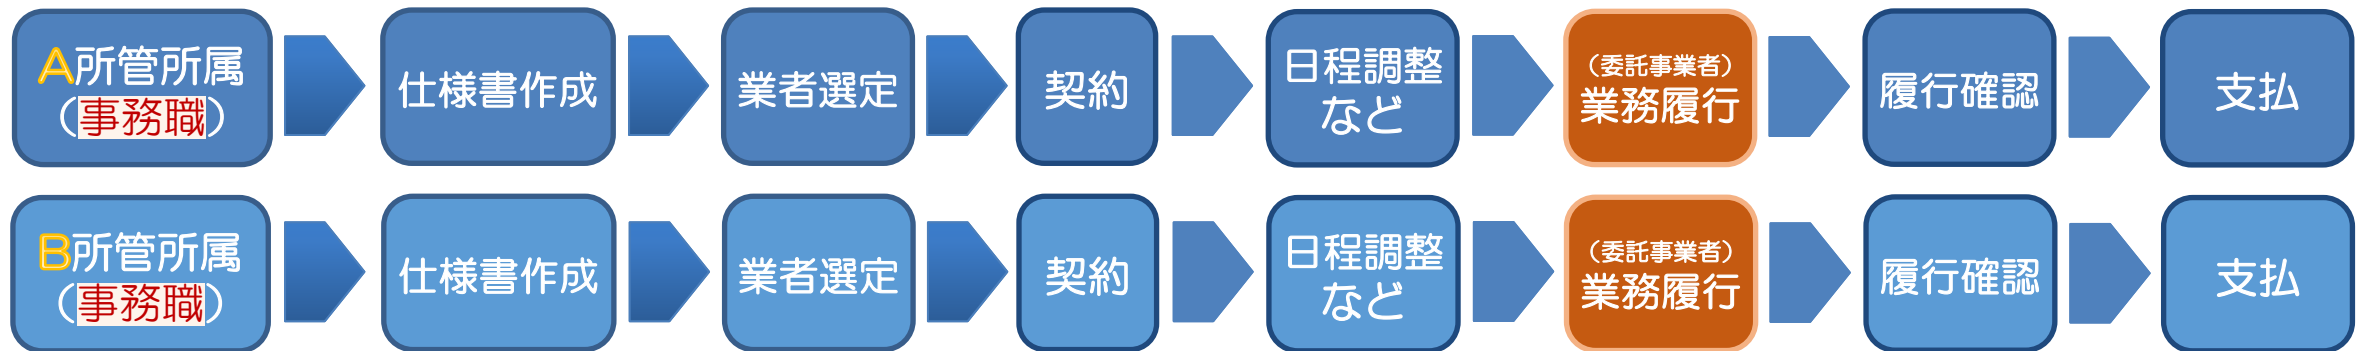 A所管所属
（事務職）
仕様書作成
業者選定
契約
日程調整
など
（委託事業者）
業務履行
履行確認
支払
B所管所属
（事務職）
仕様書作成
業者選定
契約
日程調整
など
（委託事業者）
業務履行
履行確認
支払